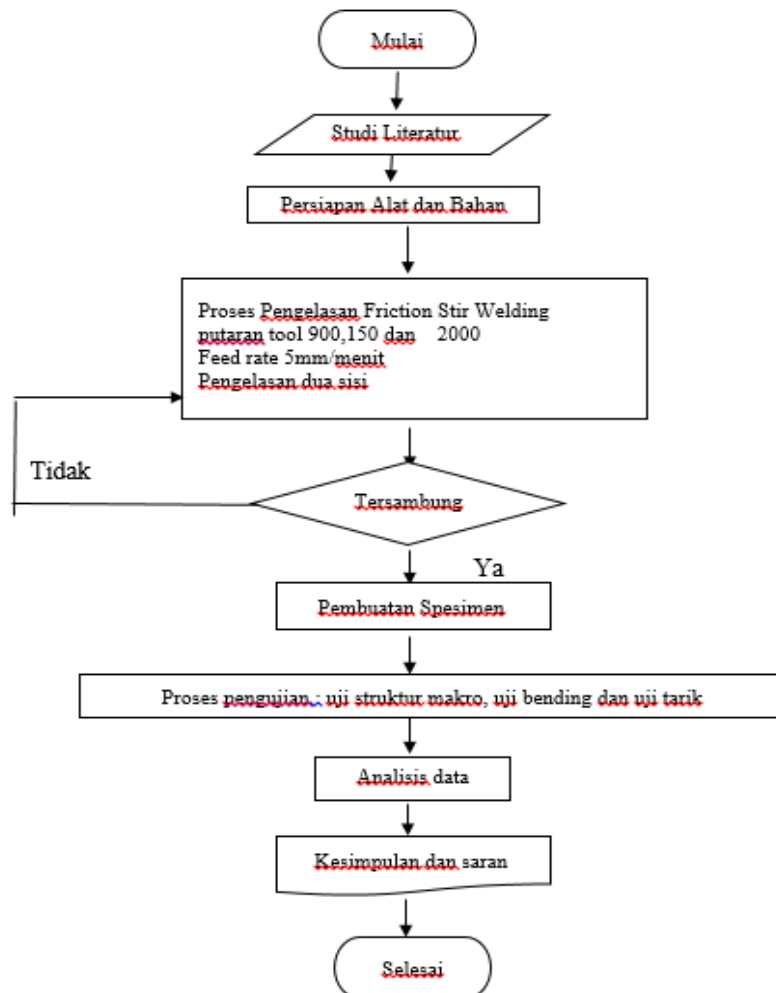 Mulai
Studi Literatur
Persiapan Alat dan Bahan
Proses Pengelasan Friction Stir Welding
putaran tool 900,150 dan 2000
Feed rate 5mm/menit
Pengelasan dua sisi
Tidak
Tersambung
Ya
Pembuatan Spesimen
Proses pengujian : uji struktur makro, uji bending dan uji tarik
Analisis data
Kesimpulan dan saran
Selesai